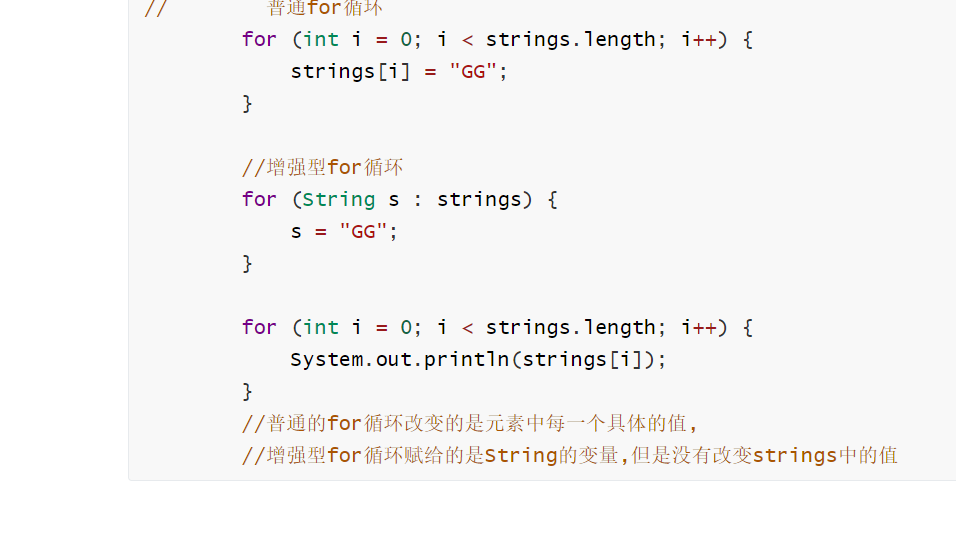 //        普通for循环
for (int i = 0; i < strings.length; i++) {
    strings[i] = "GG";
}
//增强型for循环
for (String s : strings) {
    s = "GG";
}
for (int i = 0; i < strings.length; i++) {
    System.out.println(strings[i]);
}
//普通的for循环改变的是元素中每一个具体的值,
//增强型for循环赋给的是String的变量,但是没有改变strings中的值